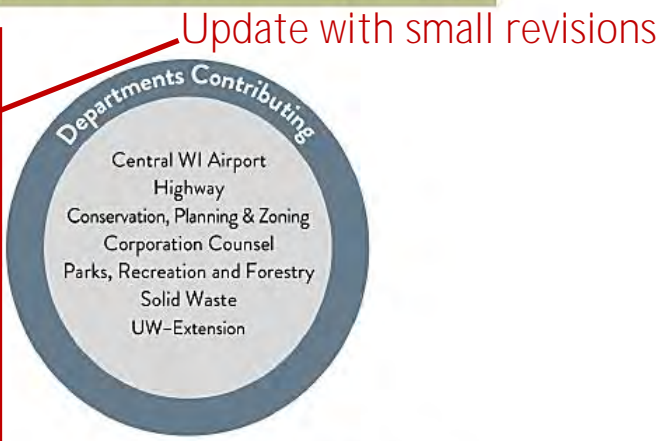 Update with small revisions
Departments Contributing
Central WI Airport
Highway
Conservation, Planning & Zoning
Corporation Counsel
Parks, Recreation and Forestry
Solid Waste
UW–Extension